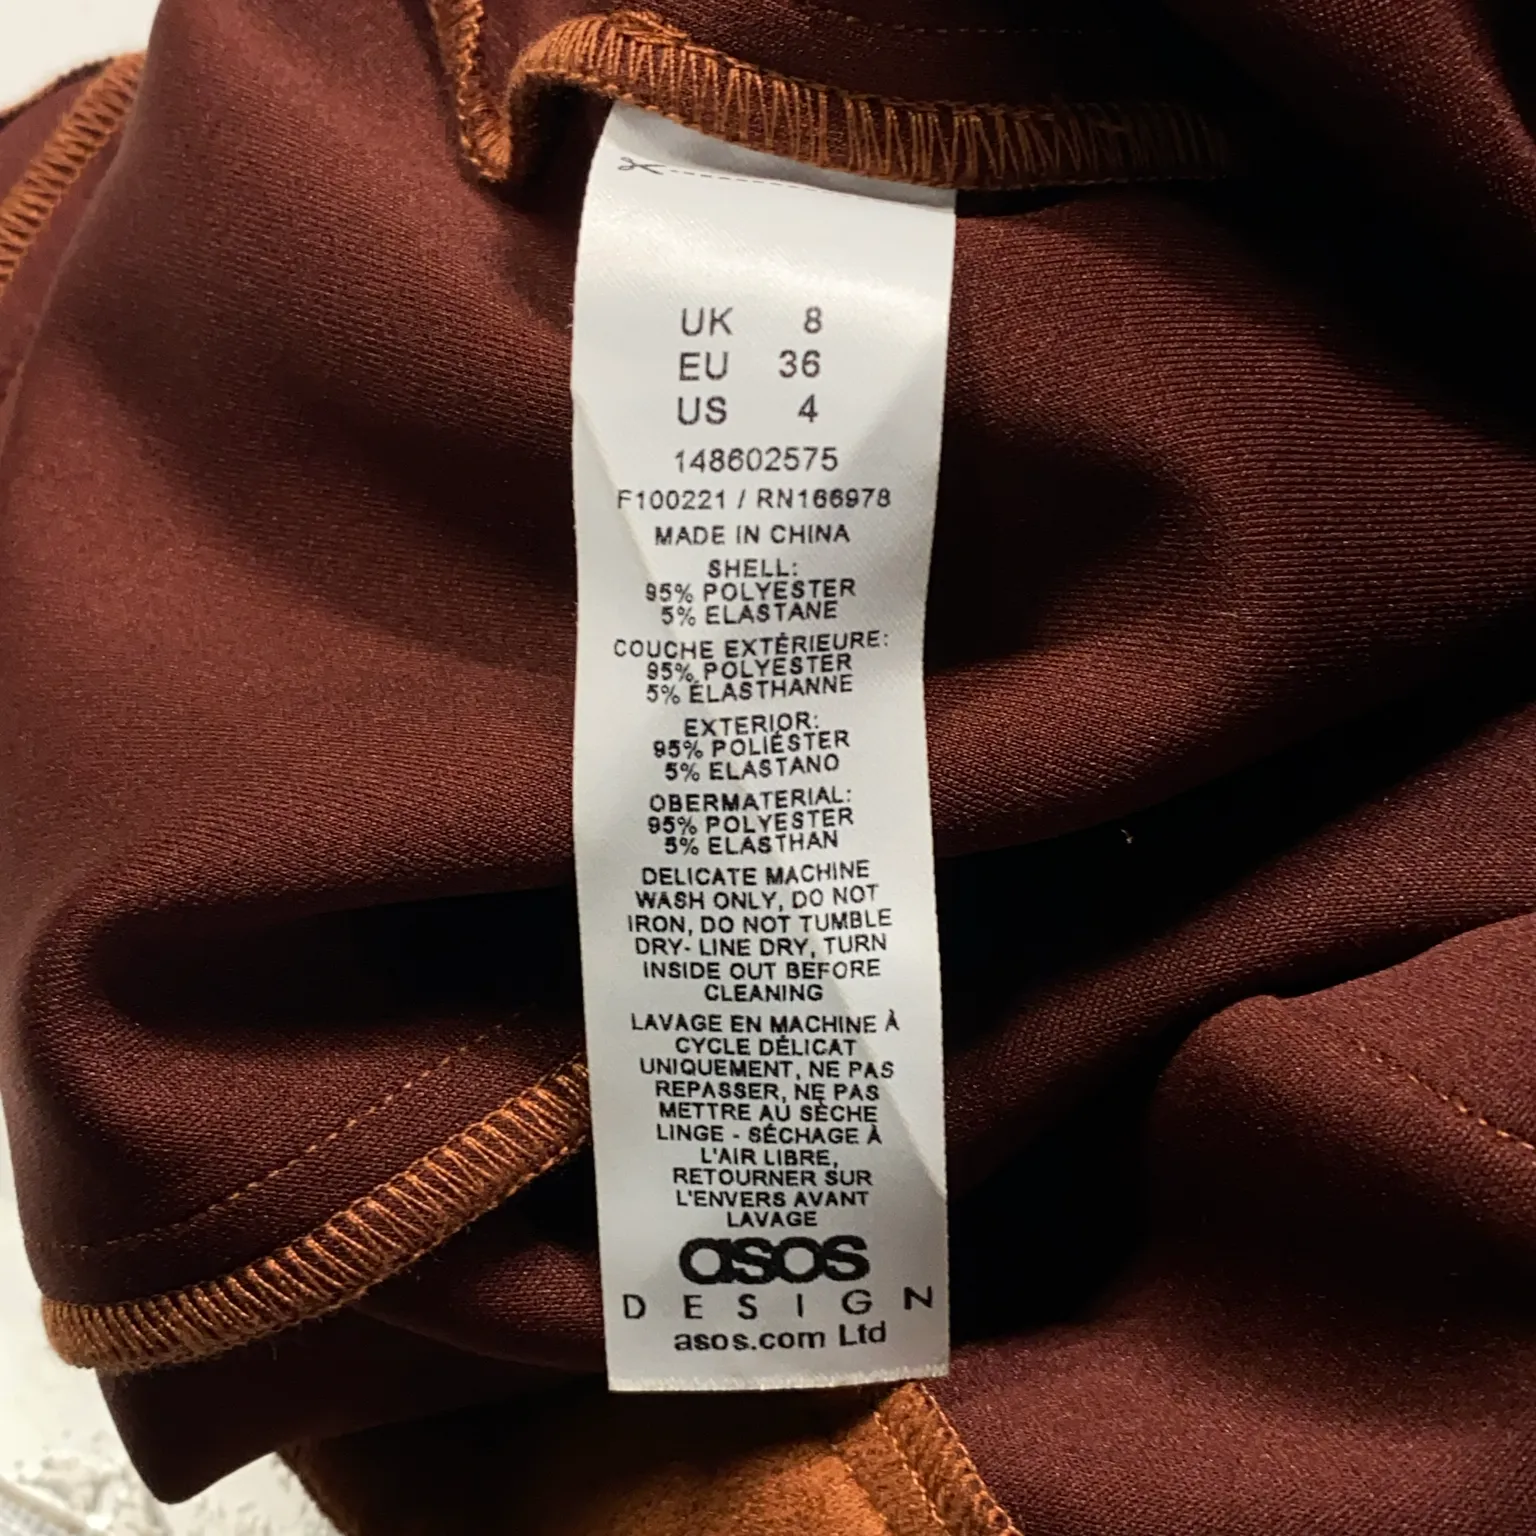 UK 8
EU 36
US 4
148602575
F100221 / RN166978
MADE IN CHINA
SHELL:
95% POLYESTER
5% ELASTANE
COUCHE EXTÉRIEURE:
95% POLYESTER
5% ÉLASTHANNE
EXTERIOR:
95% POLIÉSTER
5% ELASTANO
OBERMATERIAL:
95% POLYESTER
5% ELASTHAN
DELICATE MACHINE
WASH ONLY, DO NOT
IRON, DO NOT TUMBLE
DRY- LINE DRY, TURN
INSIDE OUT BEFORE
CLEANING
LAVAGE EN MACHINE À
CYCLE DÉLICAT
UNIQUEMENT, NE PAS
REPASSER, NE PAS
METTRE AU SÈCHE
LINGE - SÉCHAGE À
L'AIR LIBRE,
RETOURNER SUR
L'ENVERS AVANT
LAVAGE
asos
DESIGN
asos.com Ltd